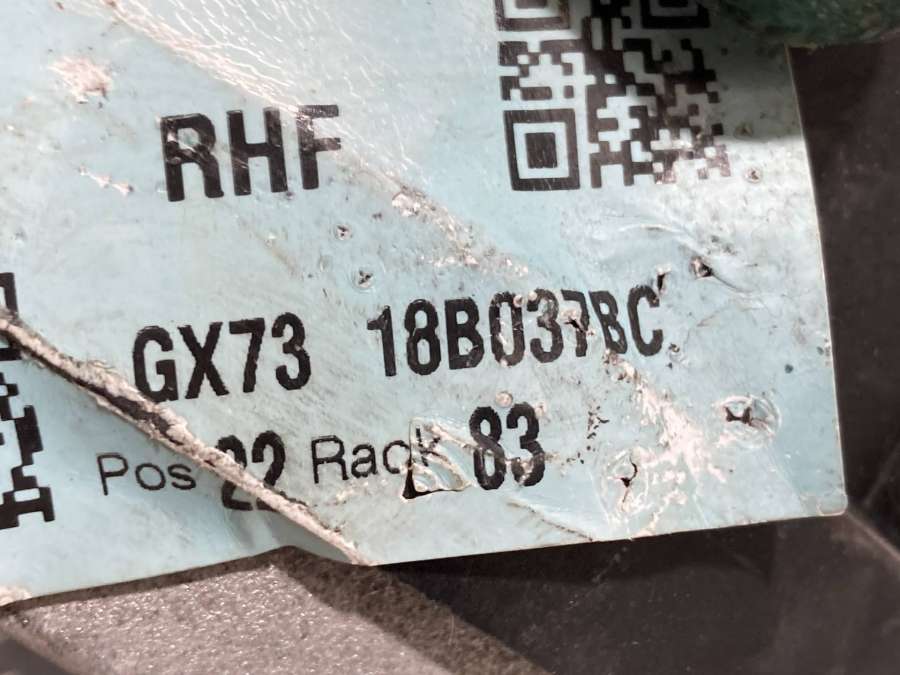 RHF
GX73 18B037BC
Pos 22 Rack 83